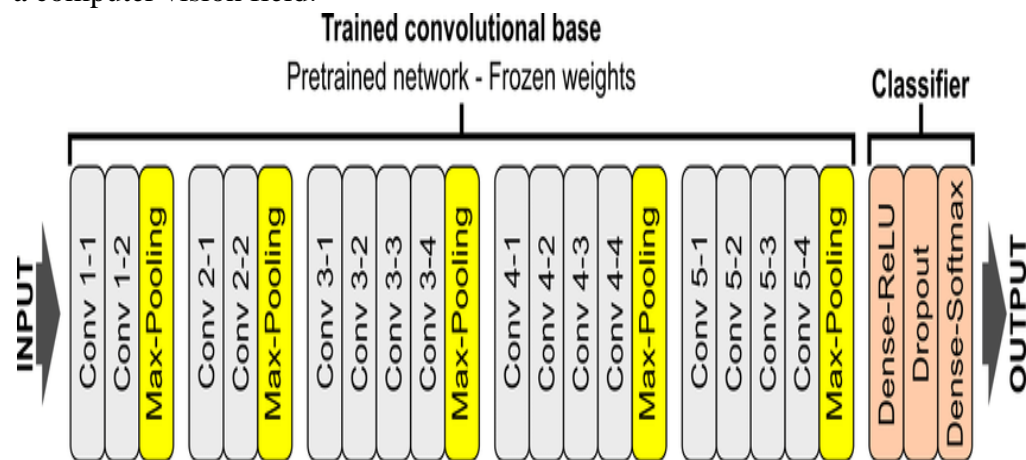 a computer vision field.
Trained convolutional base
Pretrained network - Frozen weights
Classifier
INPUT
Conv 1-1
Conv 1-2
Max-Pooling
Conv 2-1
Conv 2-2
Max-Pooling
Conv 3-1
Conv 3-2
Conv 3-3
Conv 3-4
Max-Pooling
Conv 4-1
Conv 4-2
Conv 4-3
Conv 4-4
Max-Pooling
Conv 5-1
Conv 5-2
Conv 5-3
Conv 5-4
Max-Pooling
Dense-ReLU
Dropout
Dense-Softmax
OUTPUT